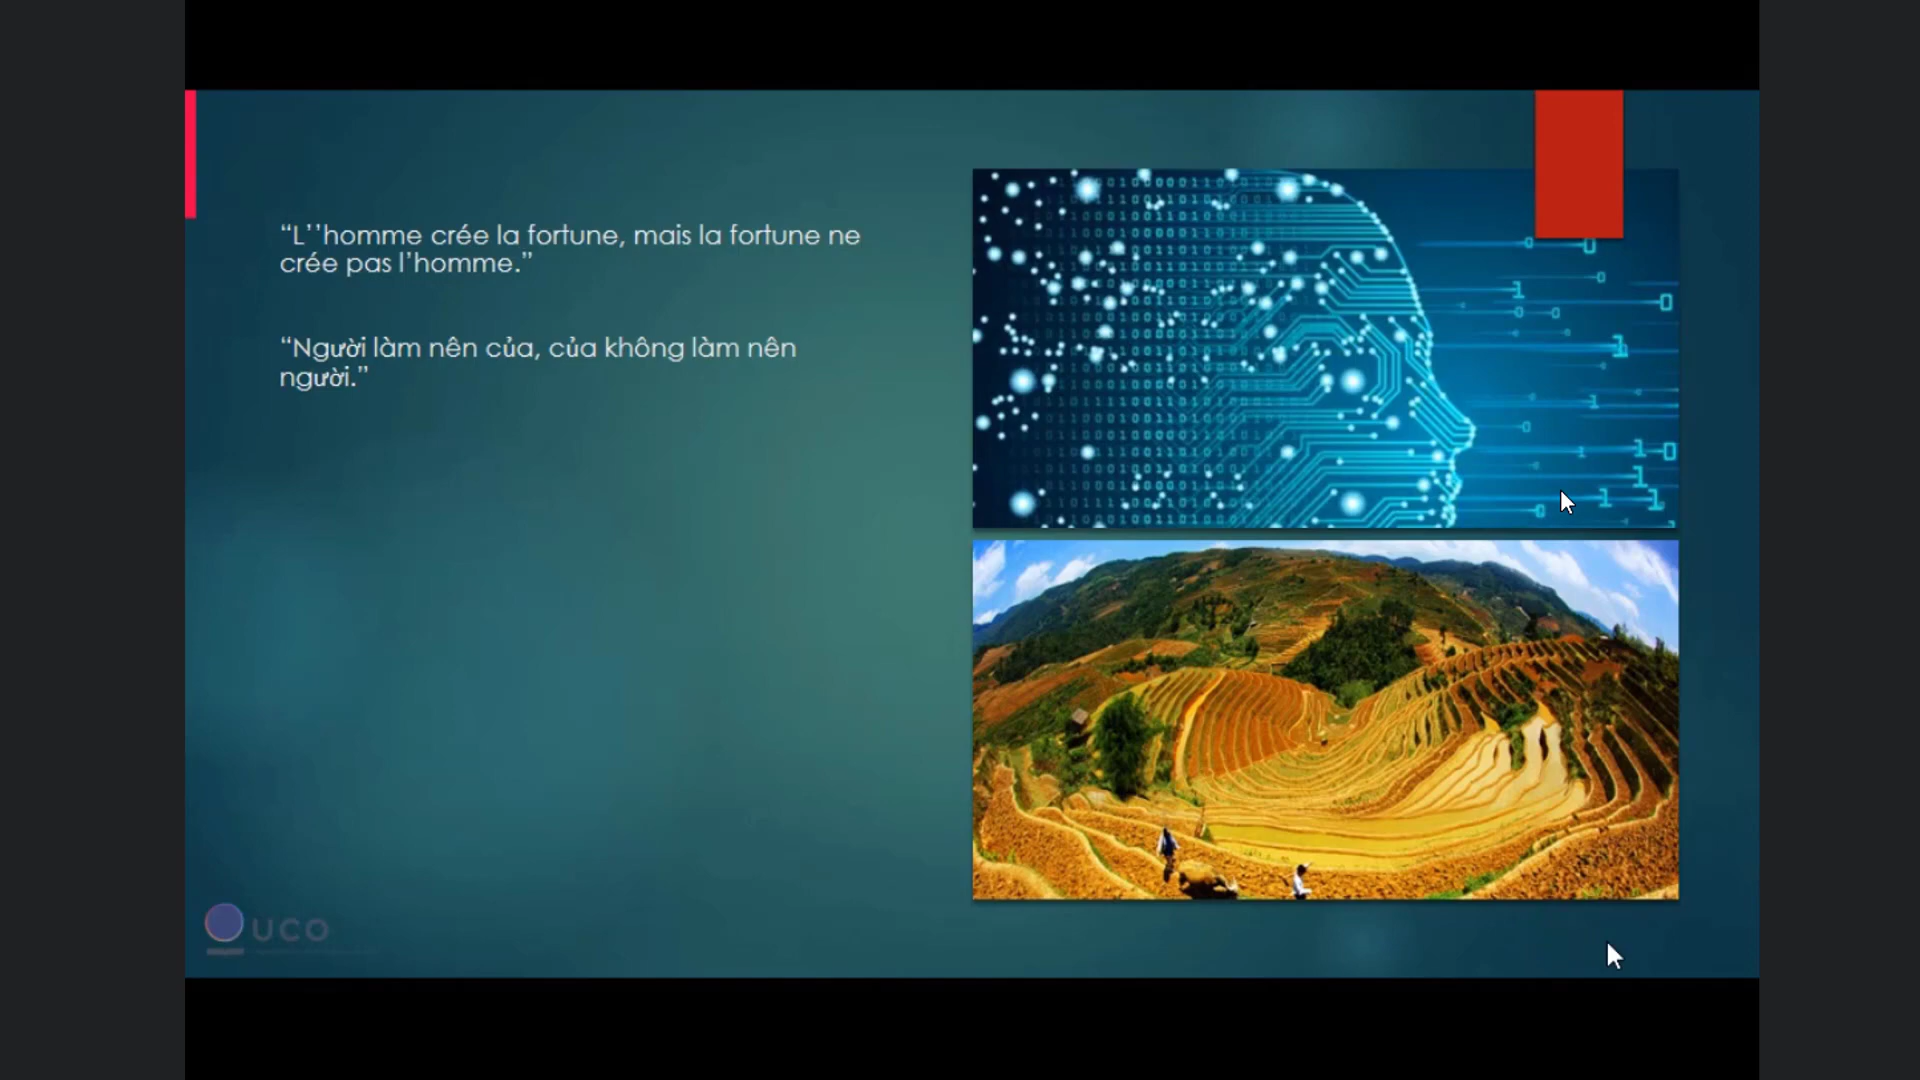 “L’’homme crée la fortune, mais la fortune ne
crée pas l’homme.”
“Người làm nên của, của không làm nên
người.”
UCO